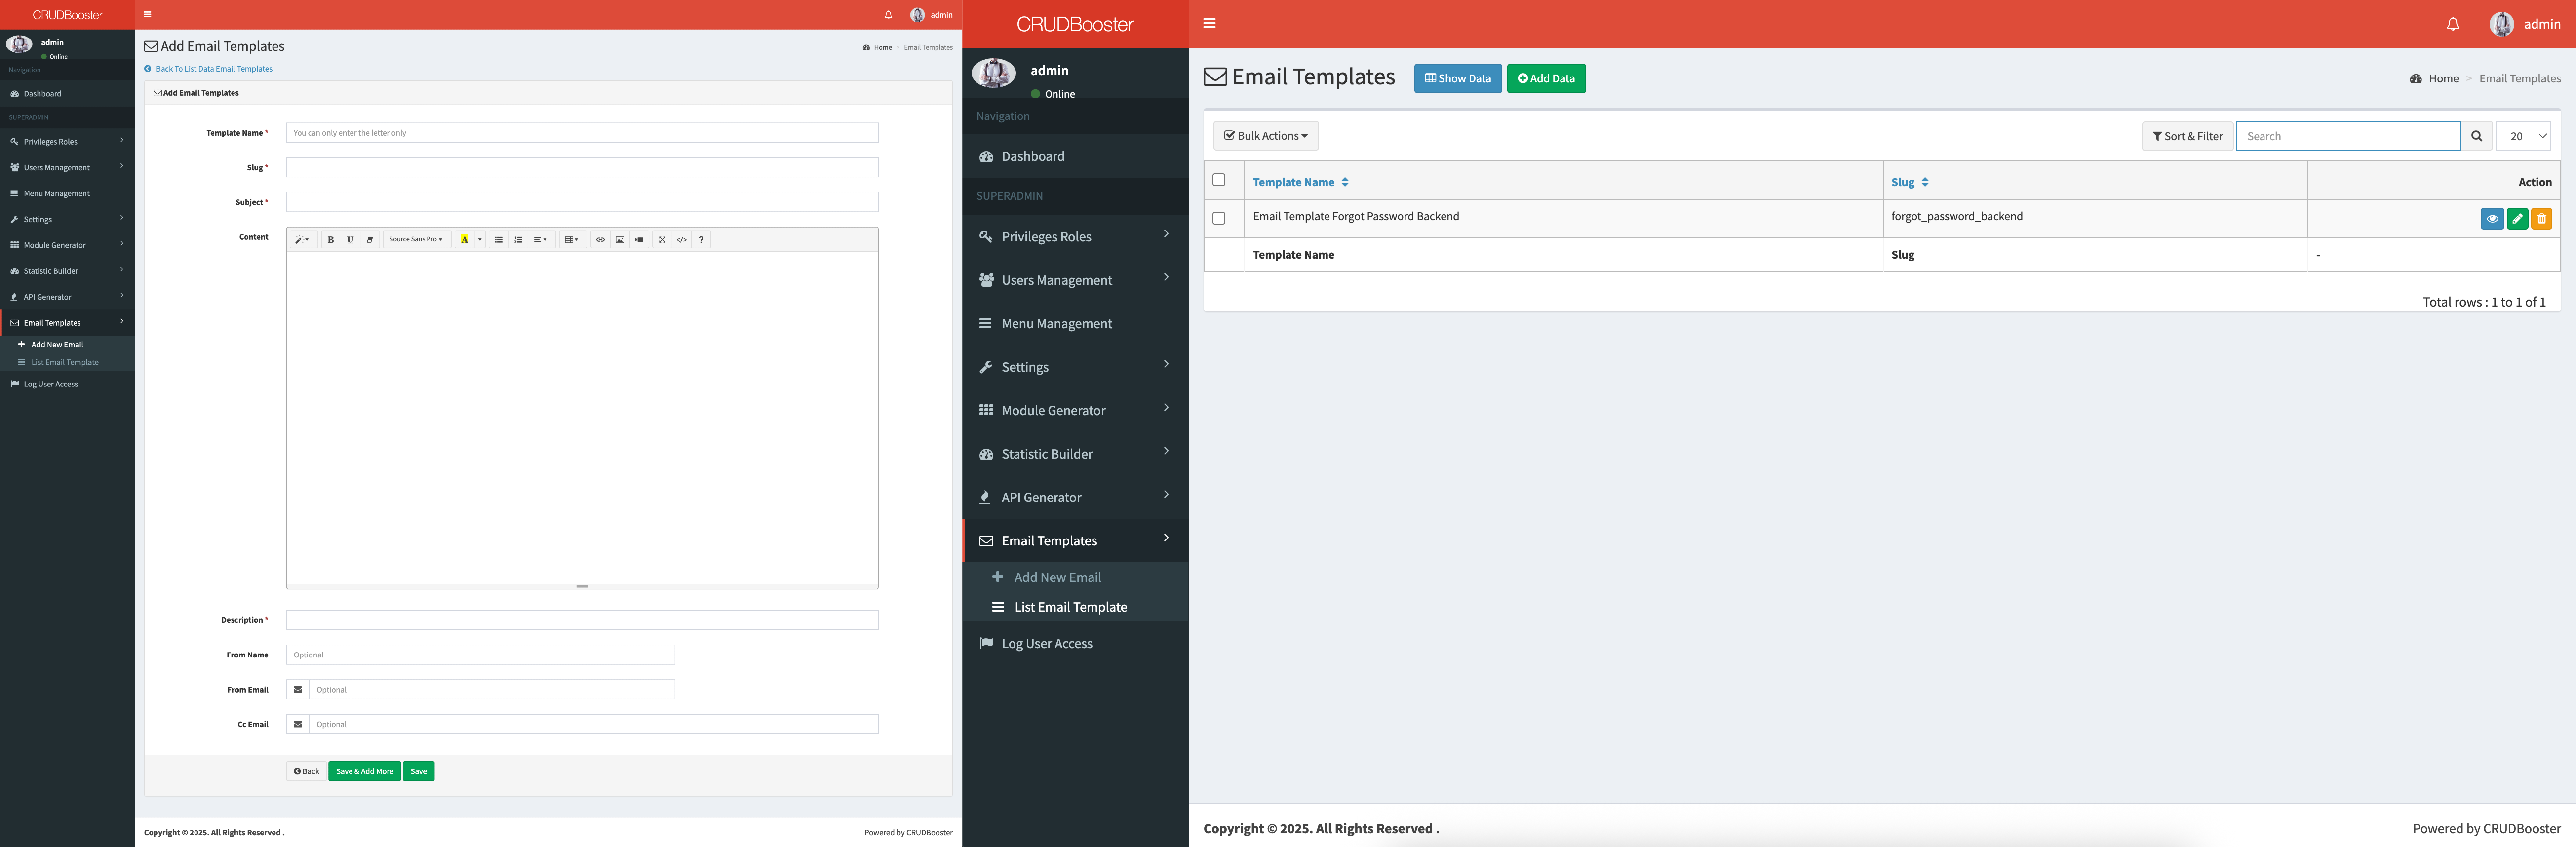 CRUDBooster
admin
admin
Online
Navigation
Dashboard
SUPERADMIN
Privileges Roles
Users Management
Menu Management
Settings
Module Generator
Statistic Builder
API Generator
Email Templates
Add New Email
List Email Template
Log User Access
Add Email Templates
Home > Email Templates
Back To List Data Email Templates
Add Email Templates
Template Name *
You can only enter the letter only
Slug *
Subject *
Content
B U Source Sans Pro A </> ?
Description *
From Name
Optional
From Email
Optional
Cc Email
Optional
Back
Save & Add More
Save
Copyright © 2025. All Rights Reserved .
Powered by CRUDBooster
CRUDBooster
admin
admin
Online
Navigation
Dashboard
SUPERADMIN
Privileges Roles
Users Management
Menu Management
Settings
Module Generator
Statistic Builder
API Generator
Email Templates
Add New Email
List Email Template
Log User Access
Email Templates
Show Data
Add Data
Home > Email Templates
Bulk Actions
Sort & Filter
Search
20
Template Name Slug Action
Email Template Forgot Password Backend forgot_password_backend
Template Name Slug -
Total rows : 1 to 1 of 1
Copyright © 2025. All Rights Reserved .
Powered by CRUDBooster